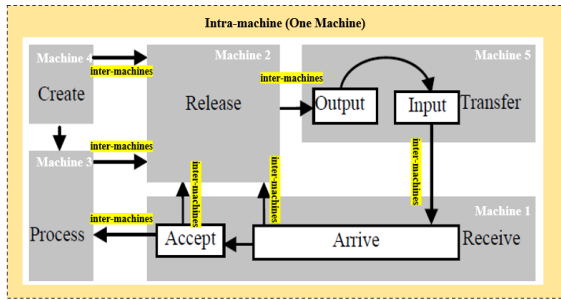 Intra-machine (One Machine)
Machine 4
inter-machines
Create
Machine 2
Release
inter-machines
Machine 5
Output
Input
Transfer
Machine 3
inter-machines
Process
inter-machines
inter-machines
inter-machines
inter-machines
Machine 1
Accept
Arrive
Receive